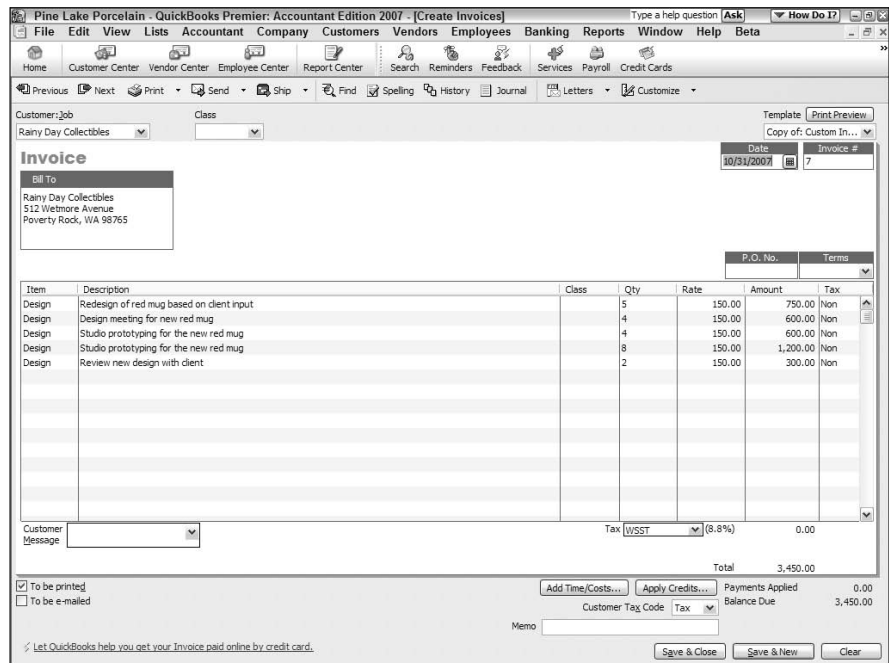 Pine Lake Porcelain - QuickBooks Premier: Accountant Edition 2007 - [Create Invoices] Type a help question Ask How Do I?
File Edit View Lists Accountant Company Customers Vendors Employees Banking Reports Window Help Beta
Home Customer Center Vendor Center Employee Center Report Center Search Reminders Feedback Services Payroll Credit Cards
Previous Next Print Send Ship Find Spelling History Journal Letters Customize
Customer:Job Class Template Print Preview
Rainy Day Collectibles Copy of: Custom In...
Invoice Date Invoice #
10/31/2007 7
Bill To
Rainy Day Collectibles
512 Wetmore Avenue
Poverty Rock, WA 98765
P.O. No. Terms
Item Description Class Qty Rate Amount Tax
Design Redesign of red mug based on client input 5 150.00 750.00 Non
Design Design meeting for new red mug 4 150.00 600.00 Non
Design Studio prototyping for the new red mug 4 150.00 600.00 Non
Design Studio prototyping for the new red mug 8 150.00 1,200.00 Non
Design Review new design with client 2 150.00 300.00 Non
Customer Message Tax WSST (8.8%) 0.00
Total 3,450.00
To be printed Add Time/Costs... Apply Credits... Payments Applied 0.00
To be e-mailed Customer Tax Code Tax Balance Due 3,450.00
Memo
Let QuickBooks help you get your Invoice paid online by credit card. Save & Close Save & New Clear